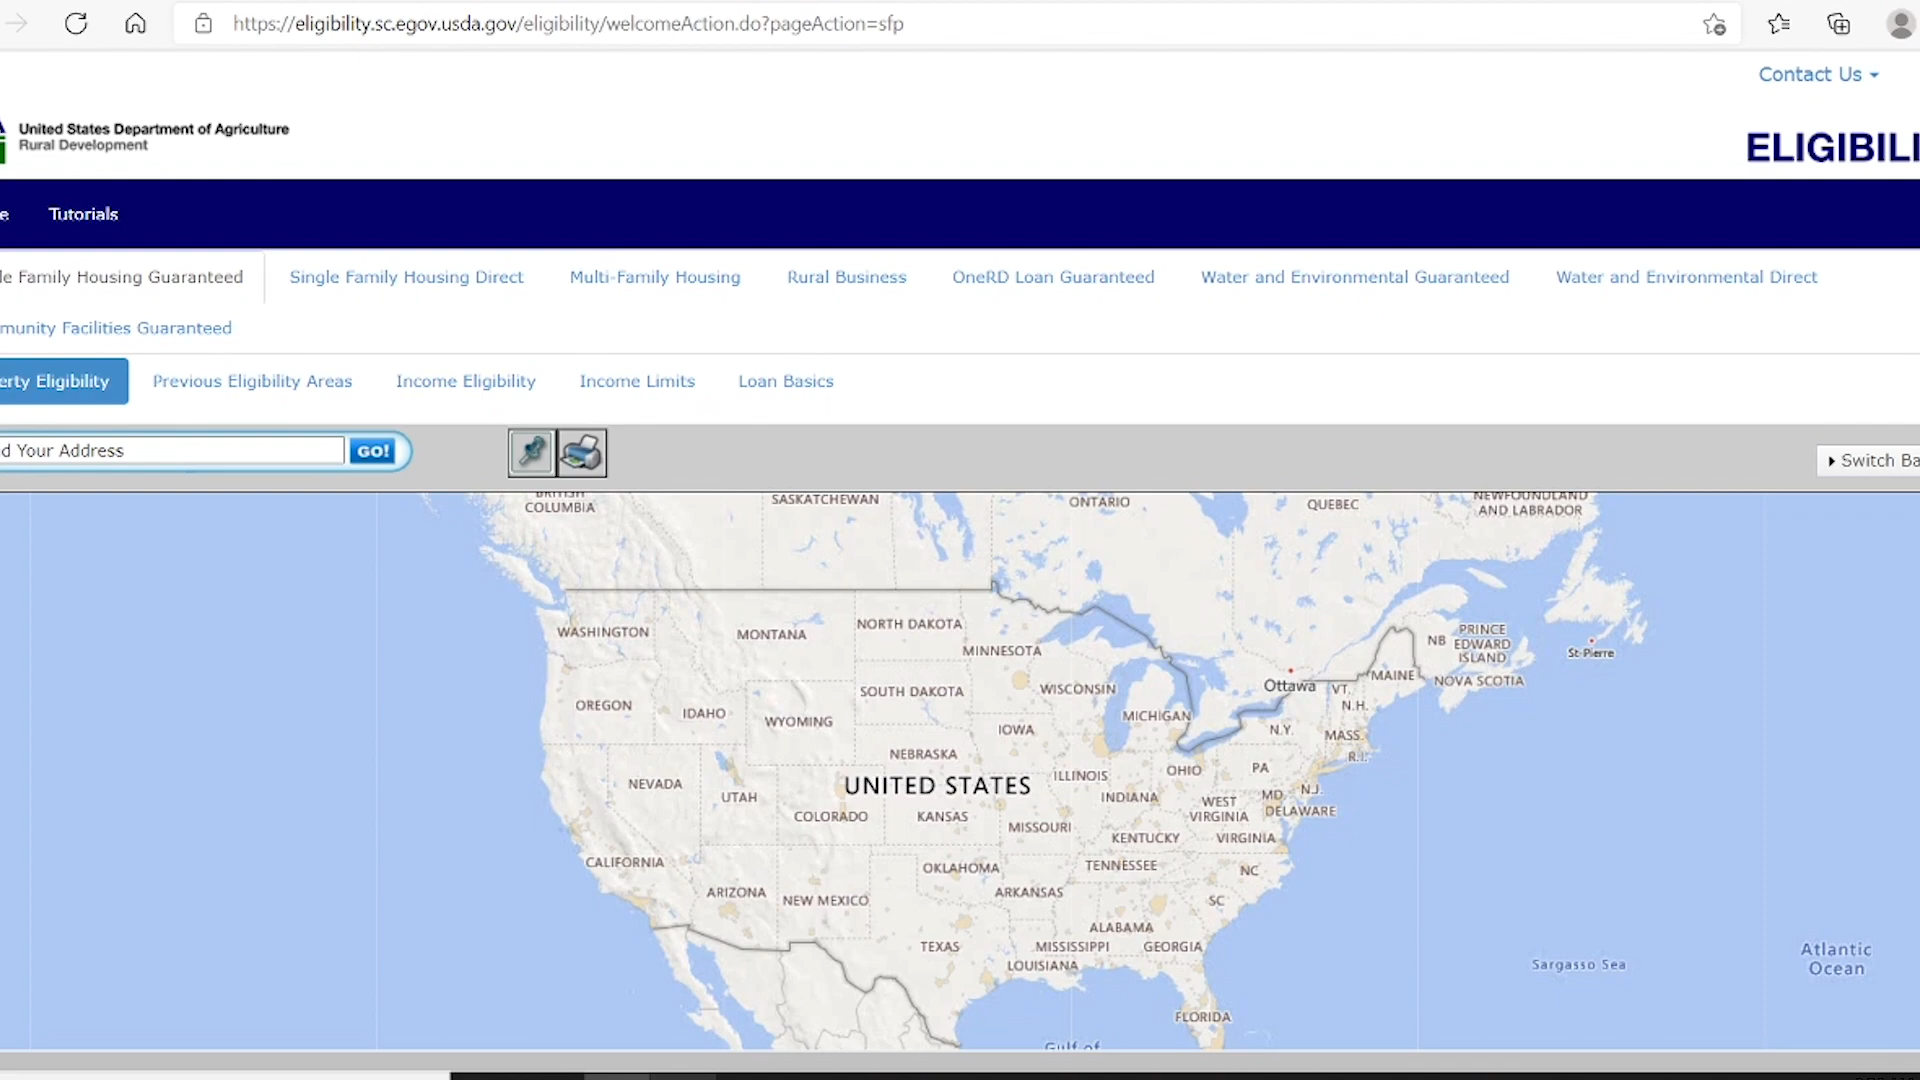 https://eligibility.sc.egov.usda.gov/eligibility/welcomeAction.do?pageAction=sfp
Contact Us
United States Department of Agriculture
Rural Development
ELIGIBILI
e Tutorials
le Family Housing Guaranteed Single Family Housing Direct Multi-Family Housing Rural Business OneRD Loan Guaranteed Water and Environmental Guaranteed Water and Environmental Direct
munity Facilities Guaranteed
erty Eligibility Previous Eligibility Areas Income Eligibility Income Limits Loan Basics
d Your Address GO! Switch Ba
BRITISH
COLUMBIA
SASKATCHEWAN
ONTARIO
QUEBEC
NEWFOUNDLAND
AND LABRADOR
WASHINGTON
MONTANA
NORTH DAKOTA
MINNESOTA
NB
PRINCE
EDWARD
ISLAND
St-Pierre
OREGON
IDAHO
WYOMING
SOUTH DAKOTA
WISCONSIN
MICHIGAN
Ottawa
VT.
MAINE
NOVA SCOTIA
N.H.
IOWA
N.Y.
MASS.
R.I.
NEBRASKA
NEVADA
UTAH
UNITED STATES
ILLINOIS
OHIO
PA
INDIANA
WEST
VIRGINIA
MD
N.J.
DELAWARE
COLORADO
KANSAS
MISSOURI
KENTUCKY
VIRGINIA
CALIFORNIA
OKLAHOMA
TENNESSEE
NC
ARIZONA
NEW MEXICO
ARKANSAS
SC
TEXAS
MISSISSIPPI
ALABAMA
GEORGIA
LOUISIANA
Sargasso Sea
Atlantic
Ocean
FLORIDA
Gulf of